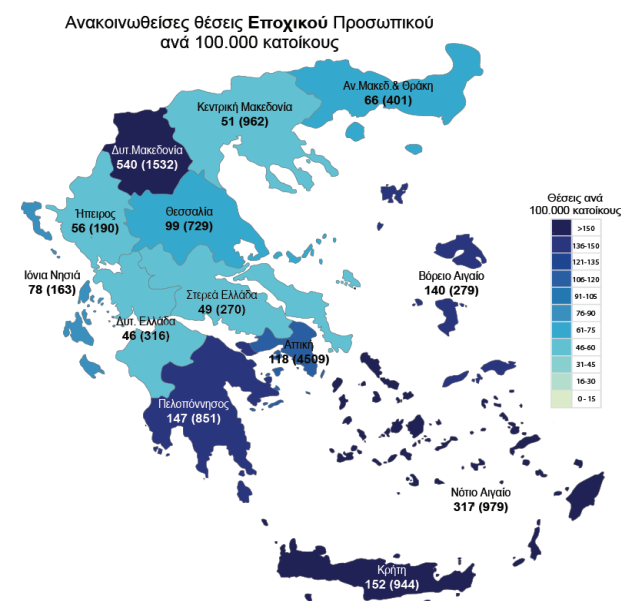 Ανακοινωθείσες θέσεις Εποχικού Προσωπικού
ανά 100.000 κατοίκους
Αν.Μακεδ.& Θράκη
66 (401)
Κεντρική Μακεδονία
51 (962)
Δυτ.Μακεδονία
540 (1532)
Ήπειρος
56 (190)
Θεσσαλία
99 (729)
Ιόνια Νησιά
78 (163)
Στερεά Ελλάδα
49 (270)
Βόρειο Αιγαίο
140 (279)
Δυτ. Ελλάδα
46 (316)
Αττική
118 (4509)
Πελοπόννησος
147 (851)
Νότιο Αιγαίο
317 (979)
Κρήτη
152 (944)
Θέσεις ανά
100.000 κατοίκους
>150
136-150
121-135
106-120
91-105
76-90
61-75
46-60
31-45
16-30
0 - 15